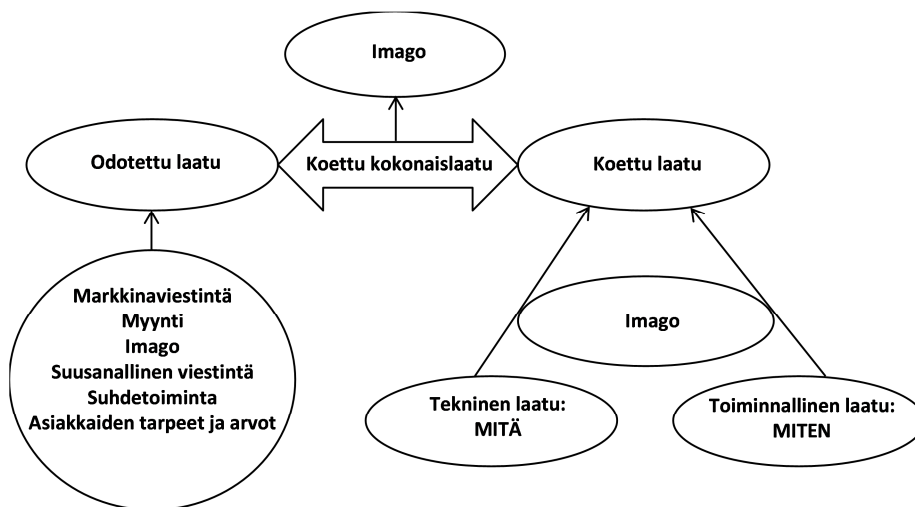 Imago
Odotettu laatu
Koettu kokonaislaatu
Koettu laatu
Markkinaviestintä
Myynti
Imago
Suusanallinen viestintä
Suhdetoiminta
Asiakkaiden tarpeet ja arvot
Imago
Tekninen laatu:
MITÄ
Toiminnallinen laatu:
MITEN